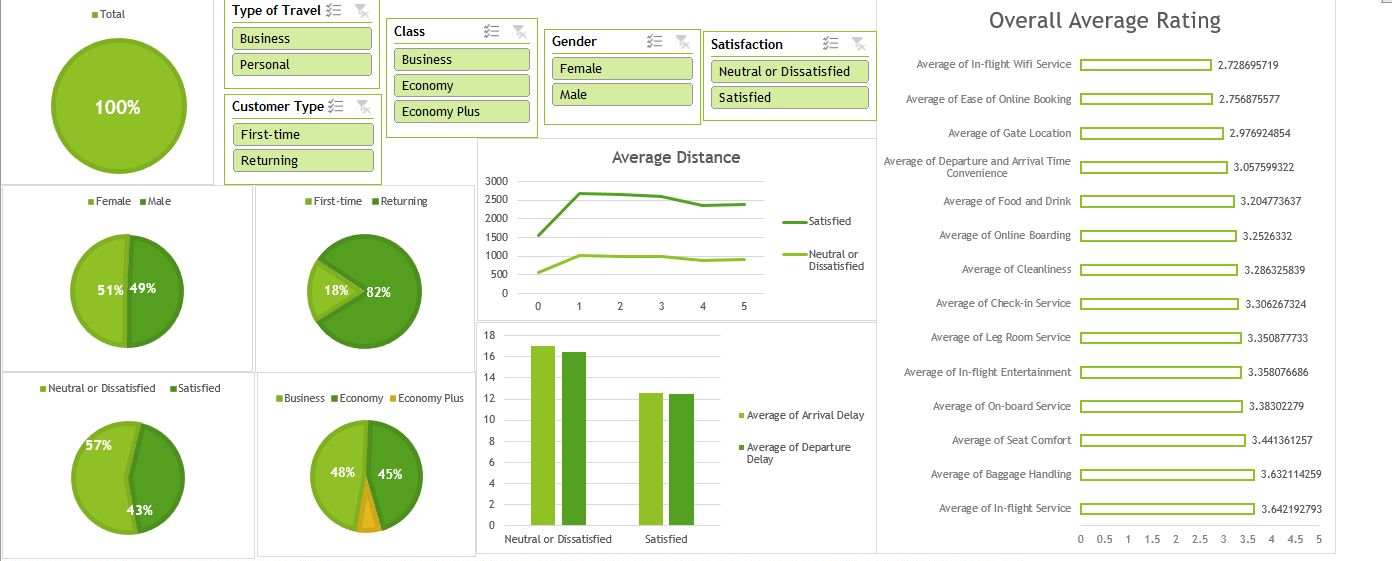 Total
100%
Type of Travel
Business
Personal
Customer Type
First-time
Returning
Class
Business
Economy
Economy Plus
Gender
Female
Male
Satisfaction
Neutral or Dissatisfied
Satisfied
Female Male
51% 49%
First-time Returning
18% 82%
Neutral or Dissatisfied Satisfied
57%
43%
Business Economy Economy Plus
48% 45%
Average Distance
3000
2500
2000
1500
1000
500
0
0 1 2 3 4 5
Satisfied
Neutral or
Dissatisfied
18
16
14
12
10
8
6
4
2
0
Neutral or Dissatisfied Satisfied
Average of Arrival Delay
Average of Departure
Delay
Overall Average Rating
Average of In-flight Wifi Service 2.728695719
Average of Ease of Online Booking 2.756875577
Average of Gate Location 2.976924854
Average of Departure and Arrival Time
Convenience 3.057599322
Average of Food and Drink 3.204773637
Average of Online Boarding 3.2526332
Average of Cleanliness 3.286325839
Average of Check-in Service 3.306267324
Average of Leg Room Service 3.350877733
Average of In-flight Entertainment 3.358076686
Average of On-board Service 3.38302279
Average of Seat Comfort 3.441361257
Average of Baggage Handling 3.632114259
Average of In-flight Service 3.642192793
0 0.5 1 1.5 2 2.5 3 3.5 4 4.5 5